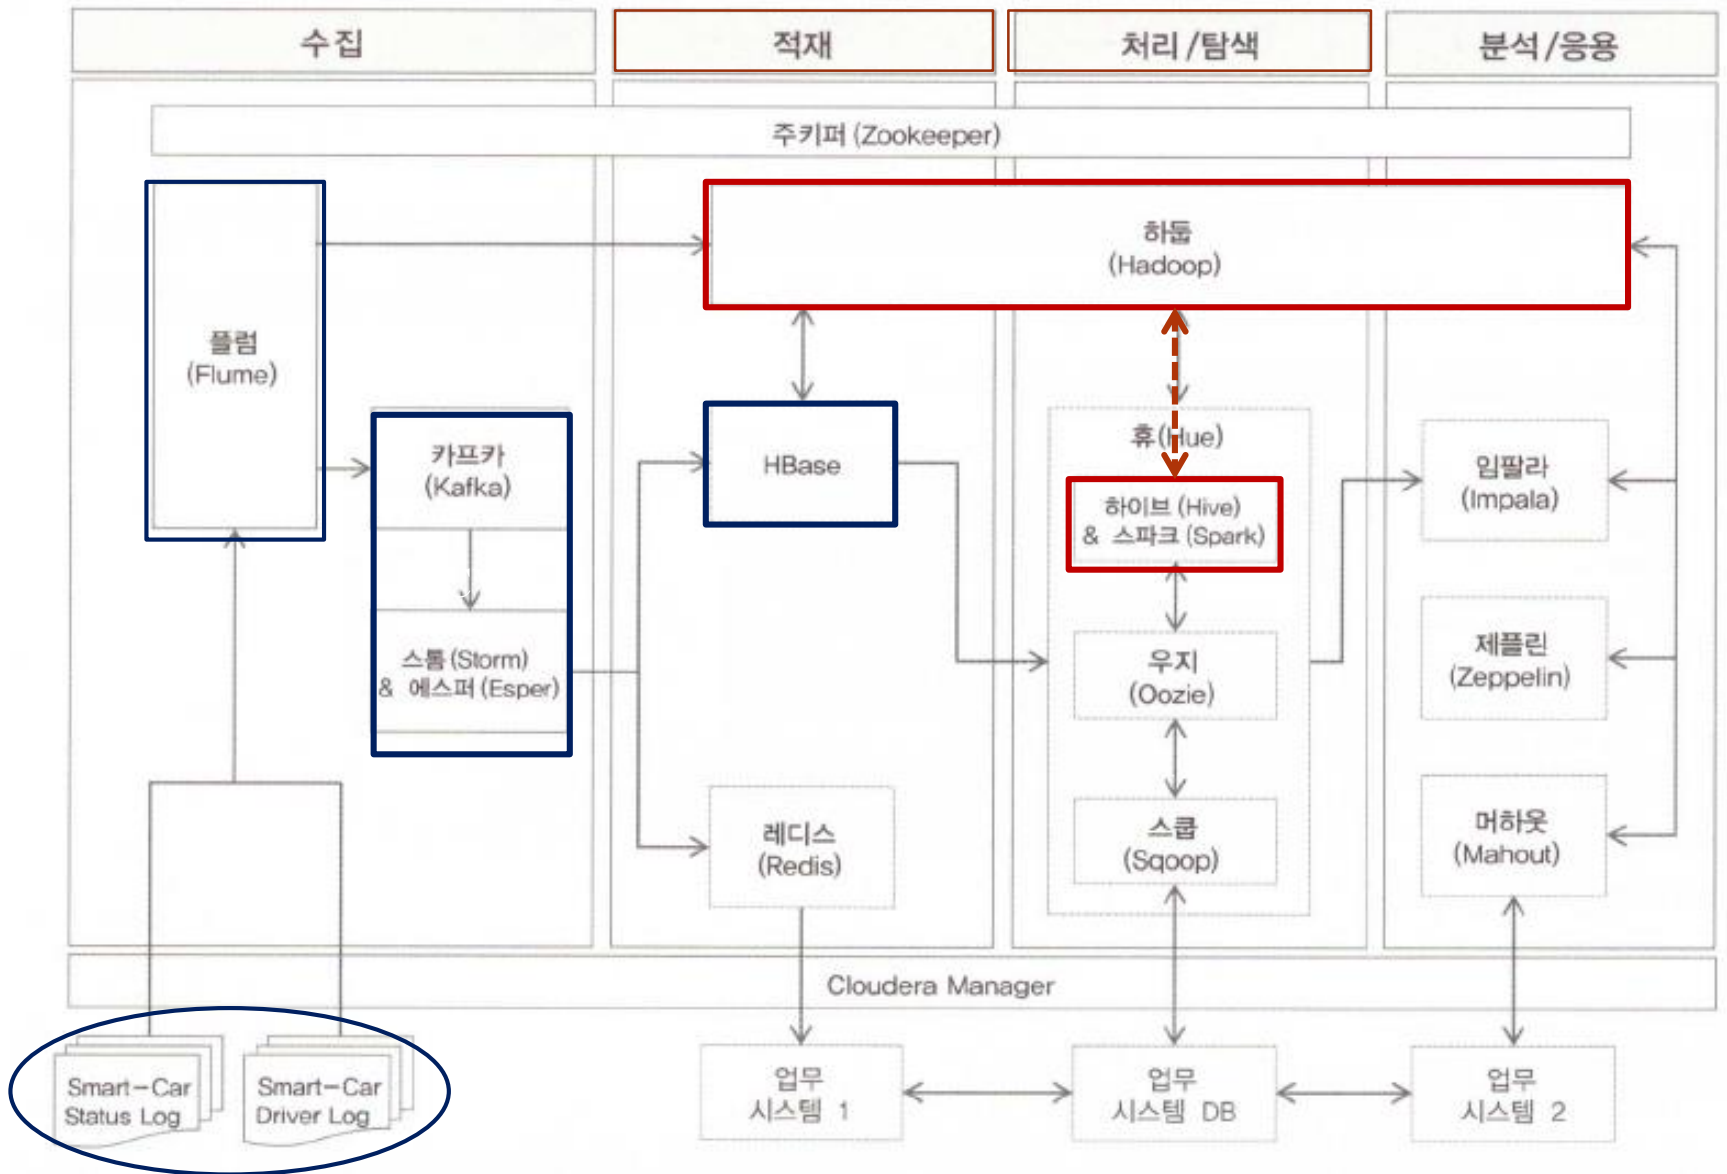 수집
적재
처리/탐색
분석/응용
주키퍼 (Zookeeper)
하둡
(Hadoop)
플럼
(Flume)
카프카
(Kafka)
스톰 (Storm)
& 에스퍼 (Esper)
HBase
레디스
(Redis)
휴(Hue)
하이브 (Hive)
& 스파크 (Spark)
우지
(Oozie)
스쿱
(Sqoop)
임팔라
(Impala)
제플린
(Zeppelin)
머하웃
(Mahout)
Cloudera Manager
Smart-Car
Status Log
Smart-Car
Driver Log
업무
시스템 1
업무
시스템 DB
업무
시스템 2